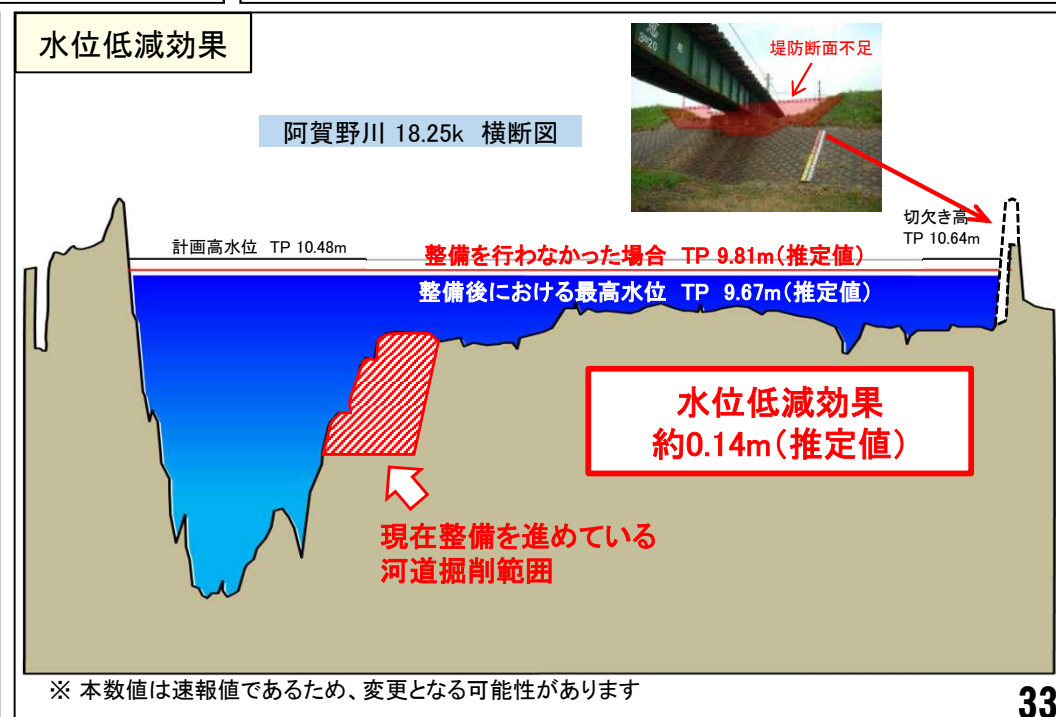 水位低減効果
堤防断面不足
阿賀野川 18.25k 横断図
切欠き高
TP 10.64m
計画高水位 TP 10.48m
整備を行わなかった場合 TP 9.81m(推定値)
整備後における最高水位 TP 9.67m(推定値)
水位低減効果
約0.14m(推定値)
現在整備を進めている
河道掘削範囲
※ 本数値は速報値であるため、変更となる可能性があります
33